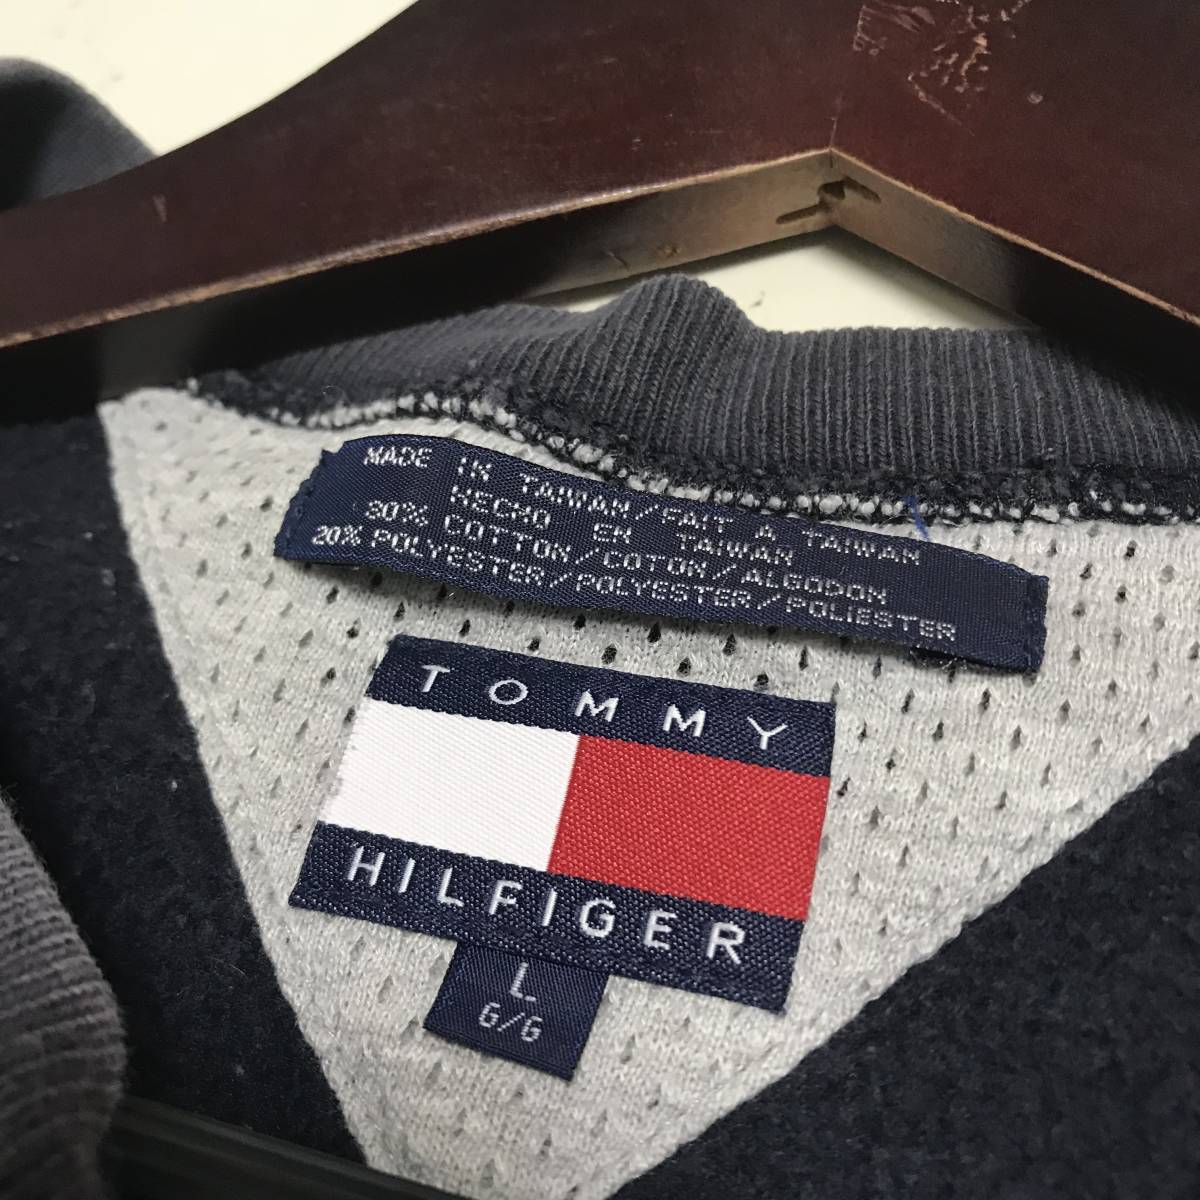 MADE IN TAIWAN/FAIT A TAIWAN
HECHO EN TAIWAN
80% COTTON/COTON/ALGODON
20% POLYESTER/POLYESTER/POLIESTER
TOMMY
HILFIGER
L
G/G